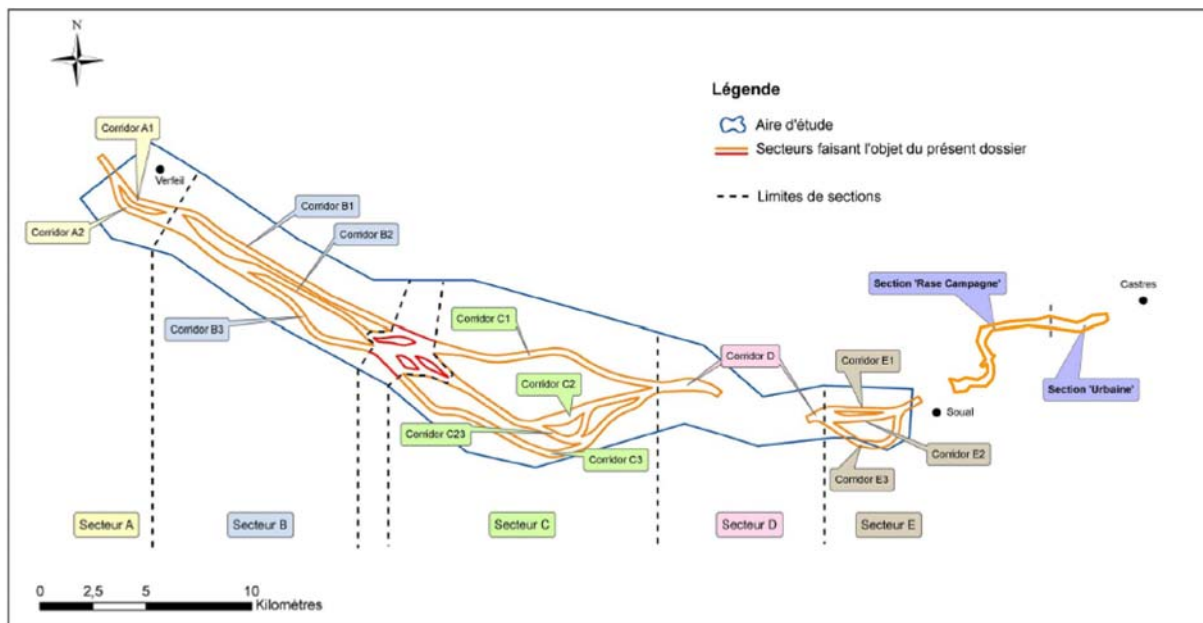 N
Légende
Aire d'étude
Secteurs faisant l'objet du présent dossier
Limites de sections
Corridor A1
Verfeil
Corridor A2
Corridor B1
Corridor B2
Corridor B3
Corridor C1
Corridor C2
Corridor C23
Corridor C3
Corridor D
Corridor E1
Corridor E2
Corridor E3
Soual
Section 'Rase Campagne'
Castres
Section 'Urbaine'
Secteur A
Secteur B
Secteur C
Secteur D
Secteur E
0 2,5 5 10
Kilomètres